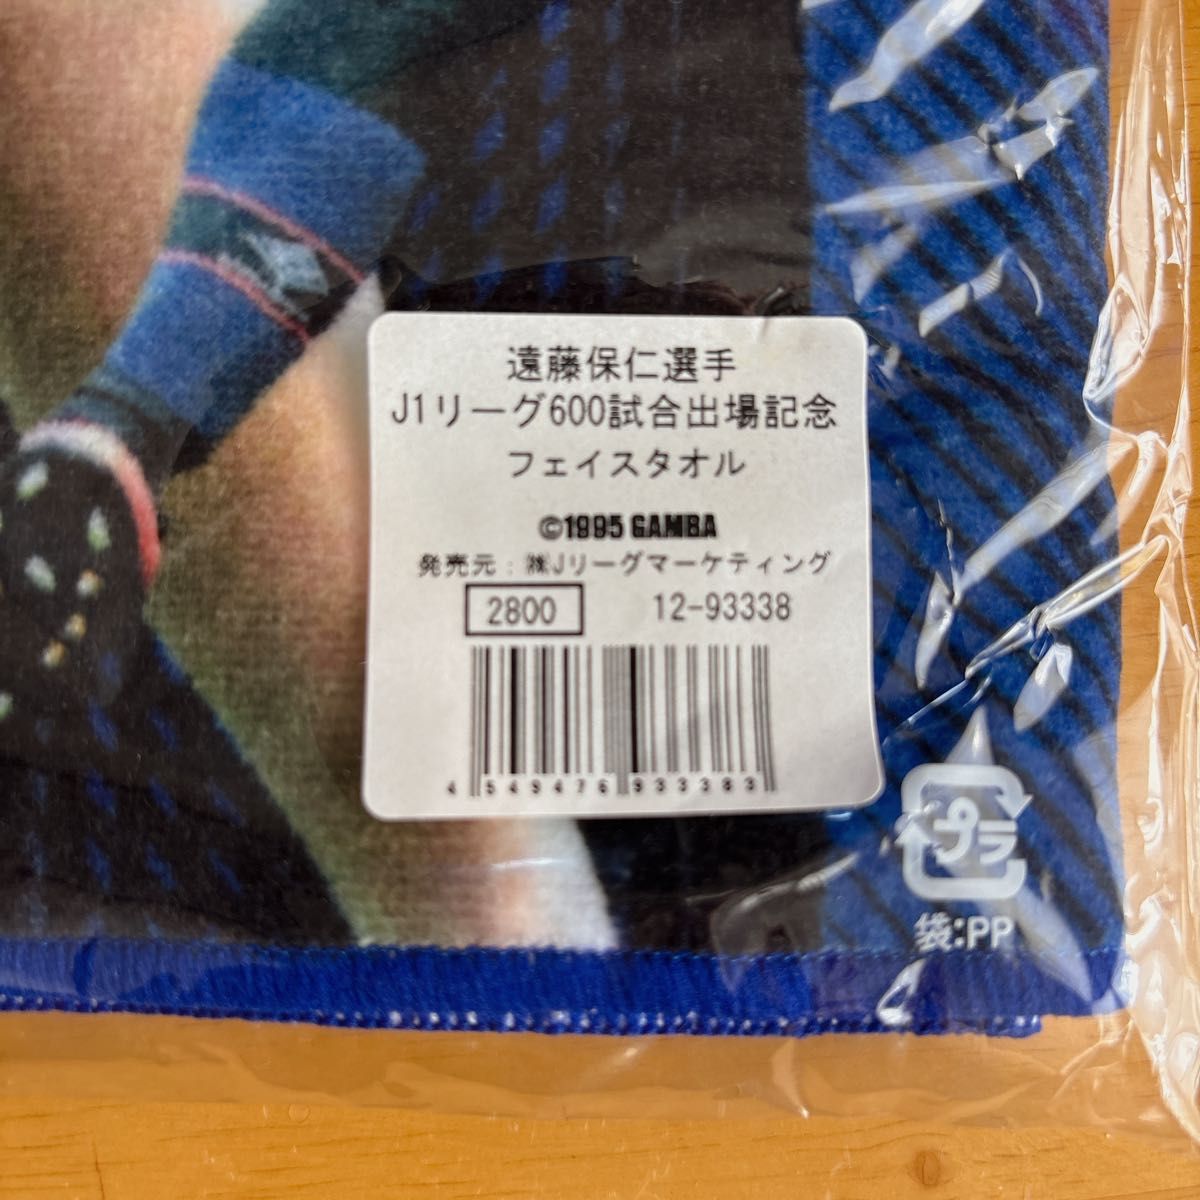 遠藤保仁選手
J1リーグ600試合出場記念
フェイスタオル
©1995 GAMBA
発売元：㈱Jリーグマーケティング
2800 12-93338
4 549476 933383
プラ
袋:PP